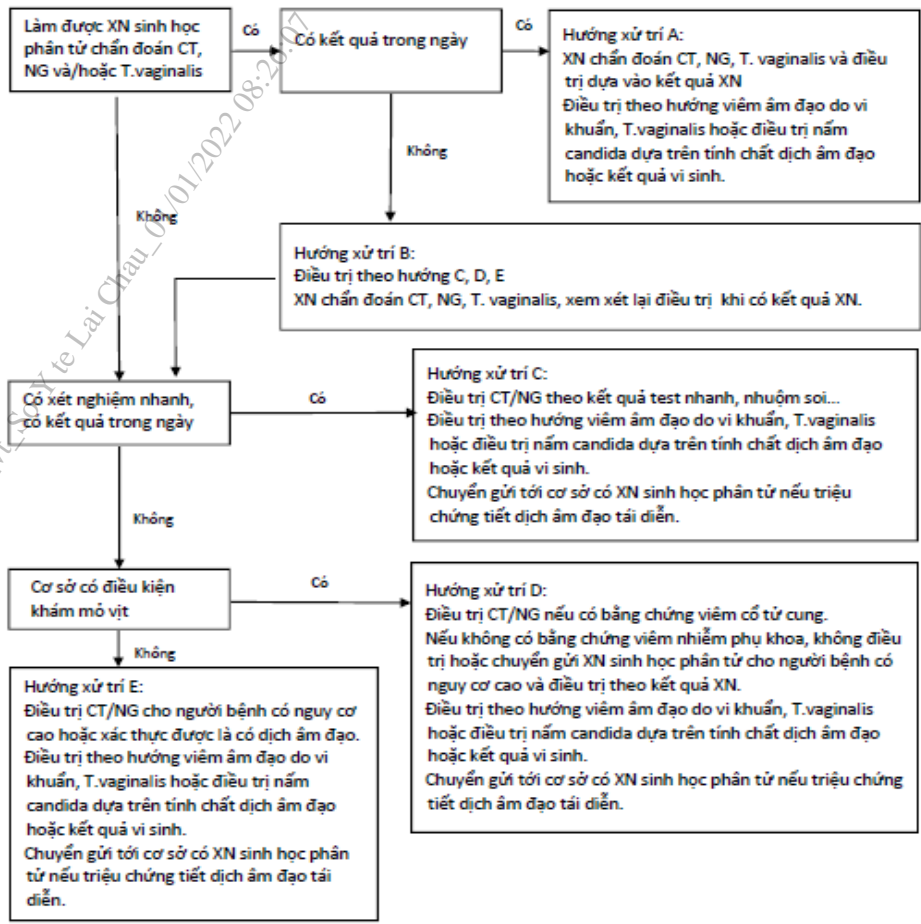 Làm được XN sinh học
phân tử chẩn đoán CT,
NG và/hoặc T.vaginalis
Có
Có kết quả trong ngày
Có
Hướng xử trí A:
XN chẩn đoán CT, NG, T. vaginalis và điều
trị dựa vào kết quả XN
Điều trị theo hướng viêm âm đạo do vi
khuẩn, T.vaginalis hoặc điều trị nấm
candida dựa trên tính chất dịch âm đạo
hoặc kết quả vi sinh.
Không
Không
Hướng xử trí B:
Điều trị theo hướng C, D, E
XN chẩn đoán CT, NG, T. vaginalis, xem xét lại điều trị khi có kết quả XN.
Có xét nghiệm nhanh,
có kết quả trong ngày
Có
Hướng xử trí C:
Điều trị CT/NG theo kết quả test nhanh, nhuộm soi...
Điều trị theo hướng viêm âm đạo do vi khuẩn, T.vaginalis
hoặc điều trị nấm candida dựa trên tính chất dịch âm đạo
hoặc kết quả vi sinh.
Chuyển gửi tới cơ sở có XN sinh học phân tử nếu triệu
chứng tiết dịch âm đạo tái diễn.
Không
Cơ sở có điều kiện
khám mỏ vịt
Có
Hướng xử trí D:
Điều trị CT/NG nếu có bằng chứng viêm cổ tử cung.
Nếu không có bằng chứng viêm nhiễm phụ khoa, không điều
trị hoặc chuyển gửi XN sinh học phân tử cho người bệnh có
nguy cơ cao và điều trị theo kết quả XN.
Điều trị theo hướng viêm âm đạo do vi khuẩn, T.vaginalis
hoặc điều trị nấm candida dựa trên tính chất dịch âm đạo
hoặc kết quả vi sinh.
Chuyển gửi tới cơ sở có XN sinh học phân tử nếu triệu chứng
tiết dịch âm đạo tái diễn.
Không
Hướng xử trí E:
Điều trị CT/NG cho người bệnh có nguy cơ
cao hoặc xác thực được là có dịch âm đạo.
Điều trị theo hướng viêm âm đạo do vi
khuẩn, T.vaginalis hoặc điều trị nấm
candida dựa trên tính chất dịch âm đạo
hoặc kết quả vi sinh.
Chuyển gửi tới cơ sở có XN sinh học phân
tử nếu triệu chứng tiết dịch âm đạo tái
diễn.
So Y te Lai Chau_01/01/2022 08:26:07